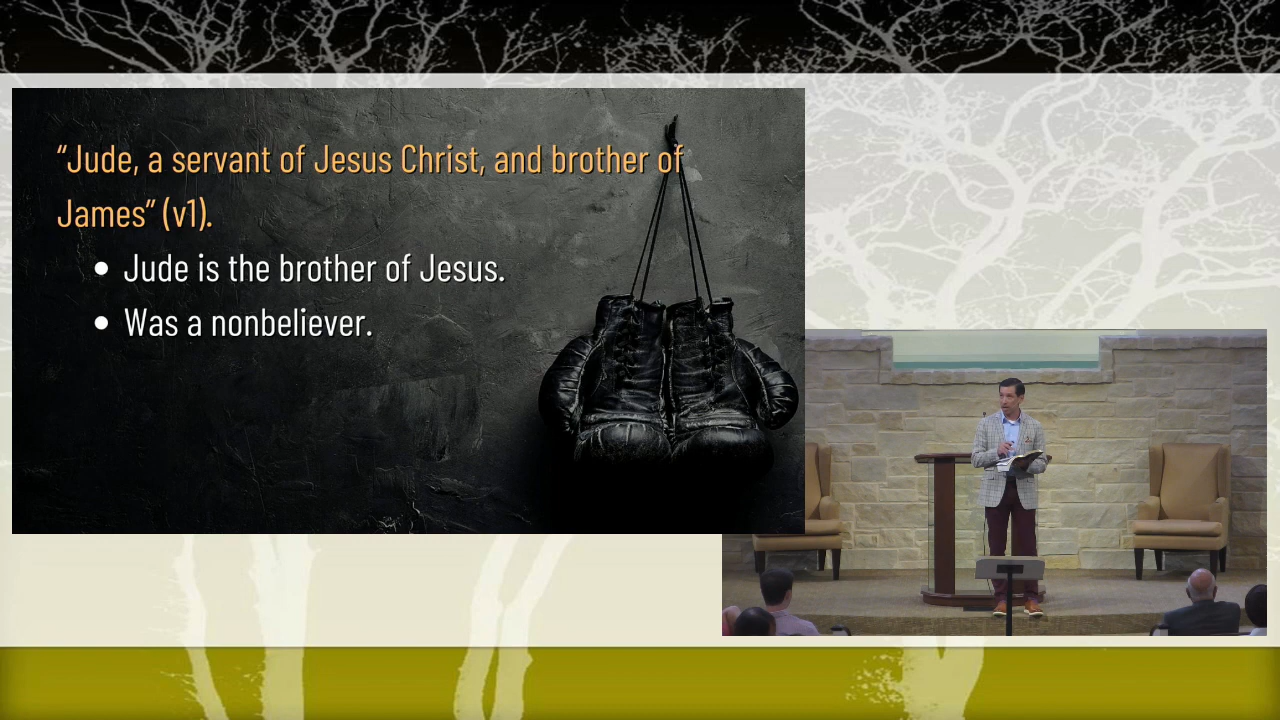 “Jude, a servant of Jesus Christ, and brother of
James” (v1).
• Jude is the brother of Jesus.
• Was a nonbeliever.